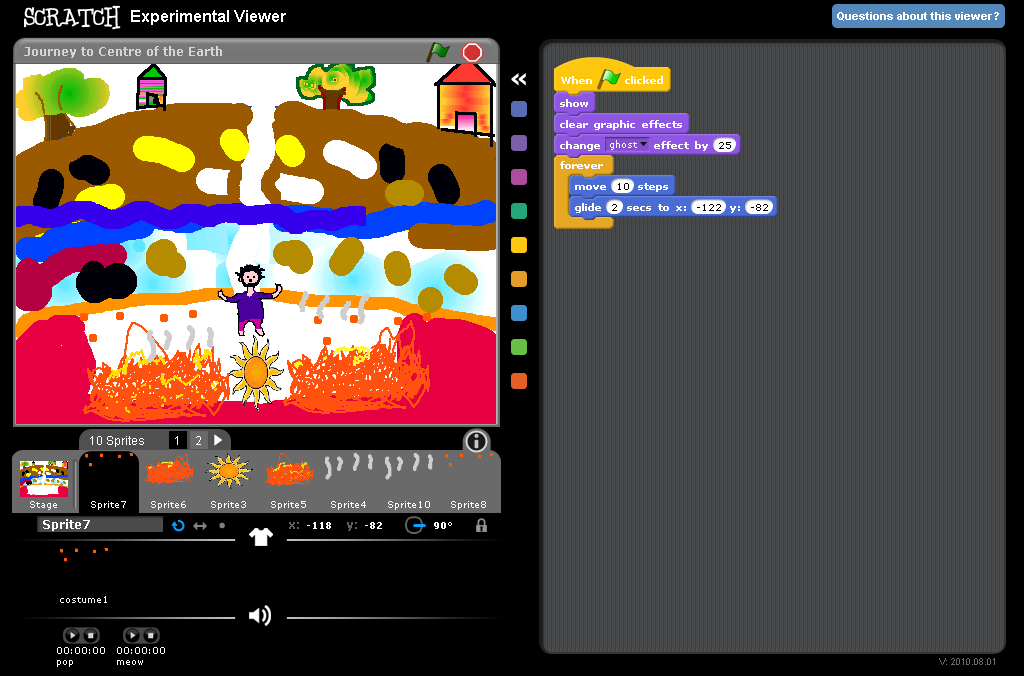 SCRATCH Experimental Viewer
Questions about this viewer?
Journey to Centre of the Earth
When clicked
show
clear graphic effects
change ghost effect by 25
forever
move 10 steps
glide 2 secs to x: -122 y: -82
10 Sprites 1 2
Stage Sprite7 Sprite6 Sprite3 Sprite5 Sprite4 Sprite10 Sprite8
Sprite7 x: -118 y: -82 90°
costume1
00:00:00 00:00:00
pop meow
V: 2010.08.01